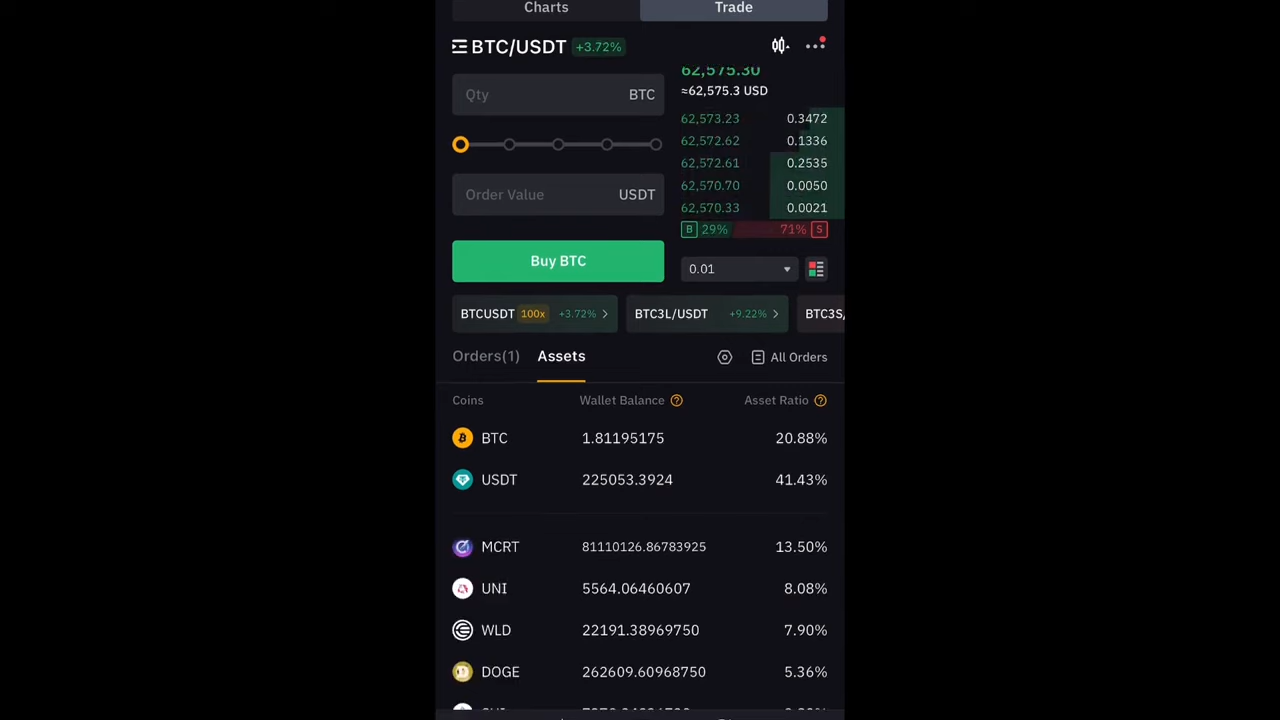 Charts Trade
BTC/USDT +3.72%
62,575.30
Qty BTC
≈62,575.3 USD
62,573.23 0.3472
62,572.62 0.1336
62,572.61 0.2535
62,570.70 0.0050
62,570.33 0.0021
Order Value USDT
B 29% 71% S
Buy BTC
0.01
BTCUSDT 100x +3.72% >
BTC3L/USDT +9.22% >
BTC3S/
Orders(1) Assets All Orders
Coins Wallet Balance Asset Ratio
BTC 1.81195175 20.88%
USDT 225053.3924 41.43%
MCRT 81110126.86783925 13.50%
UNI 5564.06460607 8.08%
WLD 22191.38969750 7.90%
DOGE 262609.60968750 5.36%